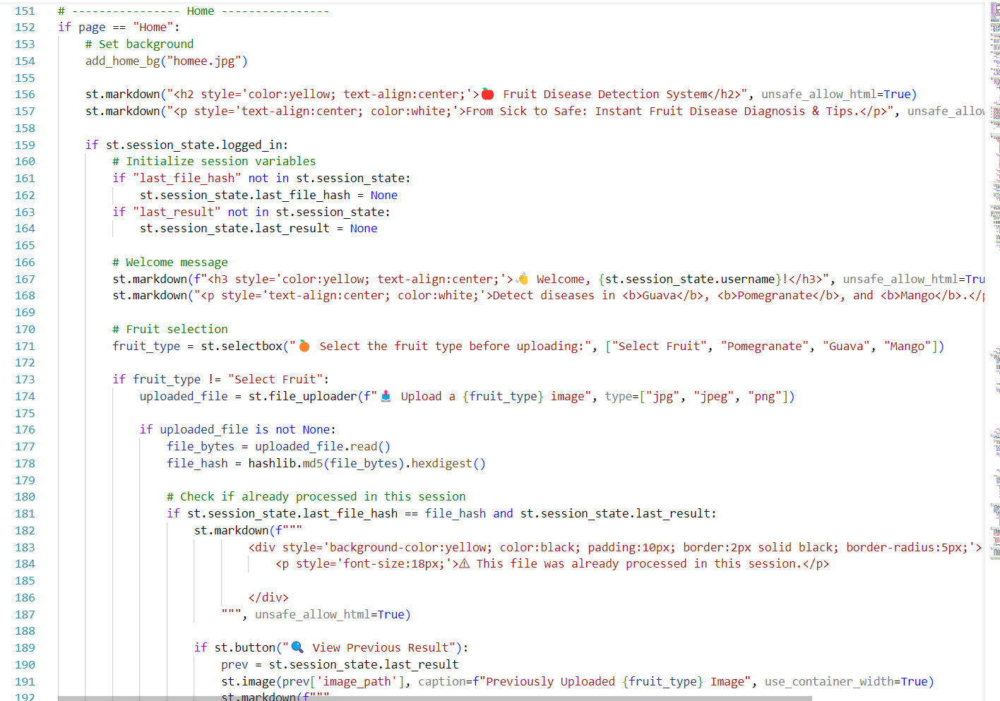 151 # ---------------- Home ----------------
152 if page == "Home":
153     # Set background
154     add_home_bg("homee.jpg")
155
156     st.markdown("<h2 style='color:yellow; text-align:center;'>🍎 Fruit Disease Detection System</h2>", unsafe_allow_html=True)
157     st.markdown("<p style='text-align:center; color:white;'>From Sick to Safe: Instant Fruit Disease Diagnosis & Tips.</p>", unsafe_allow
158
159     if st.session_state.logged_in:
160         # Initialize session variables
161         if "last_file_hash" not in st.session_state:
162             st.session_state.last_file_hash = None
163         if "last_result" not in st.session_state:
164             st.session_state.last_result = None
165
166         # Welcome message
167         st.markdown(f"<h3 style='color:yellow; text-align:center;'>👋 Welcome, {st.session_state.username}!</h3>", unsafe_allow_html=Tru
168         st.markdown("<p style='text-align:center; color:white;'>Detect diseases in <b>Guava</b>, <b>Pomegranate</b>, and <b>Mango</b>.</p
169
170         # Fruit selection
171         fruit_type = st.selectbox("🍊 Select the fruit type before uploading:", ["Select Fruit", "Pomegranate", "Guava", "Mango"])
172
173         if fruit_type != "Select Fruit":
174             uploaded_file = st.file_uploader(f"📤 Upload a {fruit_type} image", type=["jpg", "jpeg", "png"])
175
176             if uploaded_file is not None:
177                 file_bytes = uploaded_file.read()
178                 file_hash = hashlib.md5(file_bytes).hexdigest()
179
180                 # Check if already processed in this session
181                 if st.session_state.last_file_hash == file_hash and st.session_state.last_result:
182                     st.markdown(f"""
183                             <div style='background-color:yellow; color:black; padding:10px; border:2px solid black; border-radius:5px;'>
184                                 <p style='font-size:18px;'>⚠ This file was already processed in this session.</p>
185
186                             </div>
187                         """, unsafe_allow_html=True)
188
189                     if st.button("🔍 View Previous Result"):
190                         prev = st.session_state.last_result
191                         st.image(prev['image_path'], caption=f"Previously Uploaded {fruit_type} Image", use_container_width=True)
192                         st.markdown(f"""